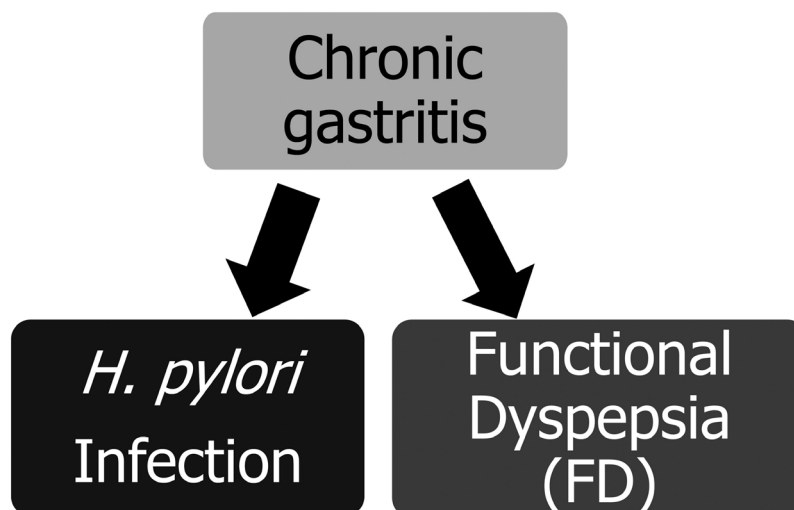 Chronic
gastritis
H. pylori
Infection
Functional
Dyspepsia
(FD)